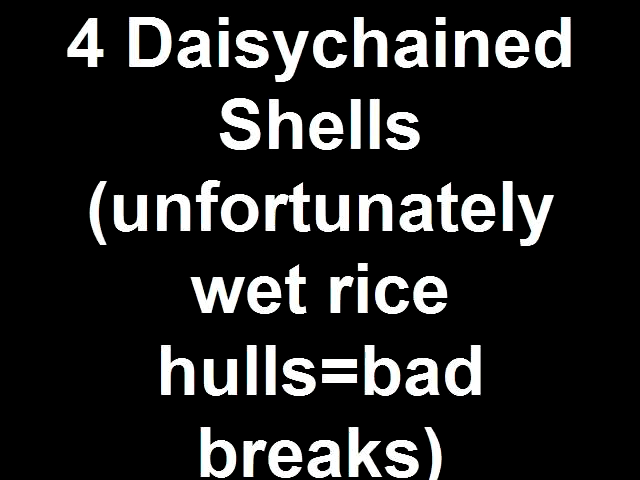 4 Daisychained
Shells
(unfortunately
wet rice
hulls=bad
breaks)